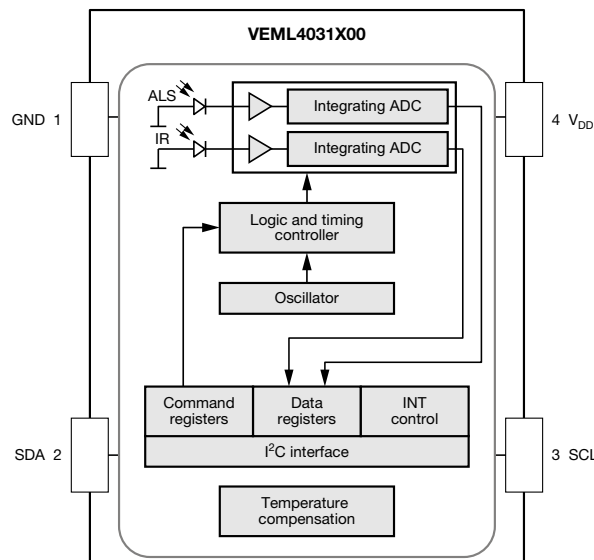 VEML4031X00
ALS
Integrating ADC
GND 1
4 V_DD
IR
Integrating ADC
Logic and timing
controller
Oscillator
Command
registers
Data
registers
INT
control
SDA 2
I²C interface
3 SCL
Temperature
compensation